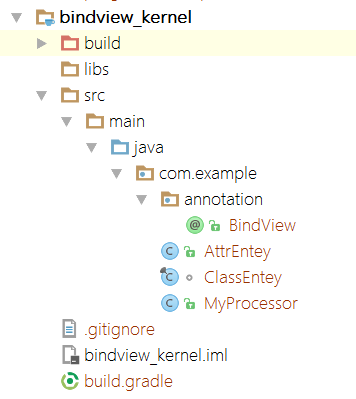 bindview_kernel
build
libs
src
main
java
com.example
annotation
BindView
AttrEntey
ClassEntey
MyProcessor
.gitignore
bindview_kernel.iml
build.gradle